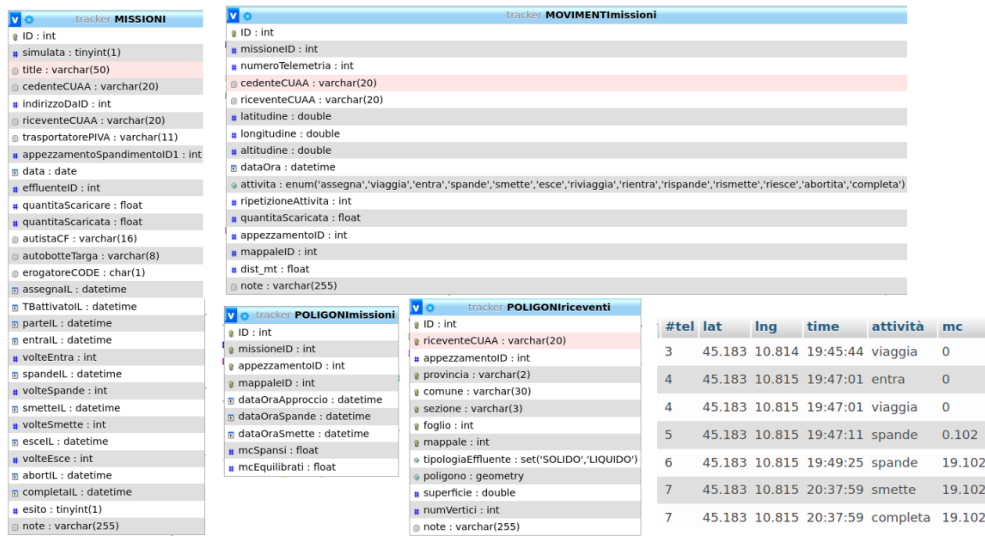 tracker MISSIONI
ID : int
simulata : tinyint(1)
title : varchar(50)
cedenteCUAA : varchar(20)
indirizzoDaID : int
riceventeCUAA : varchar(20)
trasportatorePIVA : varchar(11)
appezzamentoSpandimentoID1 : int
data : date
effluenteID : int
quantitaScaricare : float
quantitaScaricata : float
autistaCF : varchar(16)
autobotteTarga : varchar(8)
erogatoreCODE : char(1)
assegnaIL : datetime
TBattivatoIL : datetime
parteIL : datetime
entraIL : datetime
volteEntra : int
spandeIL : datetime
volteSpande : int
smetteIL : datetime
volteSmette : int
esceIL : datetime
volteEsce : int
abortIL : datetime
completaIL : datetime
esito : tinyint(1)
note : varchar(255)
tracker MOVIMENTImissioni
ID : int
missioneID : int
numeroTelemetria : int
cedenteCUAA : varchar(20)
riceventeCUAA : varchar(20)
latitudine : double
longitudine : double
altitudine : double
dataOra : datetime
attivita : enum('assegna','viaggia','entra','spande','smette','esce','riviaggia','rientra','rispande','rismette','riesce','abortita','completa')
ripetizioneAttivita : int
quantitaScaricata : float
appezzamentoID : int
mappaleID : int
dist_mt : float
note : varchar(255)
tracker POLIGONImissioni
ID : int
missioneID : int
appezzamentoID : int
mappaleID : int
dataOraApproccio : datetime
dataOraSpande : datetime
dataOraSmette : datetime
mcSpansi : float
mcEquilibrati : float
tracker POLIGONIriceventi
ID : int
riceventeCUAA : varchar(20)
appezzamentoID : int
provincia : varchar(2)
comune : varchar(30)
sezione : varchar(3)
foglio : int
mappale : int
tipologiaEffluente : set('SOLIDO','LIQUIDO')
poligono : geometry
superficie : double
numVertici : int
note : varchar(255)
#tel lat lng time attività mc
3 45.183 10.814 19:45:44 viaggia 0
4 45.183 10.815 19:47:01 entra 0
4 45.183 10.815 19:47:01 viaggia 0
5 45.183 10.815 19:47:11 spande 0.102
6 45.183 10.815 19:49:25 spande 19.102
7 45.183 10.815 20:37:59 smette 19.102
7 45.183 10.815 20:37:59 completa 19.102